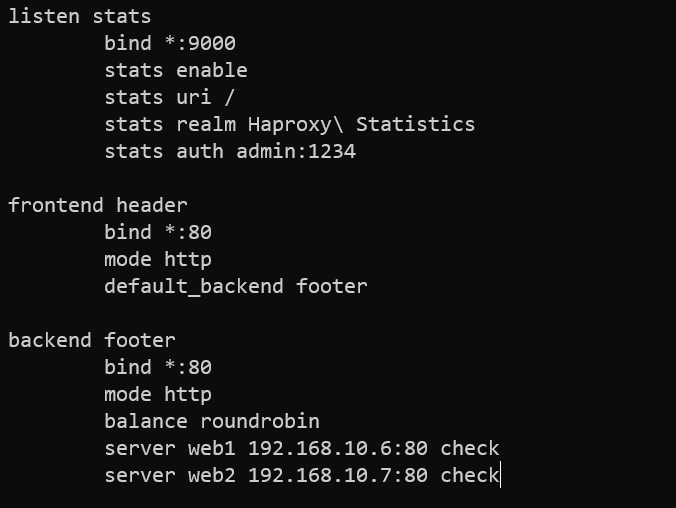 listen stats
        bind *:9000
        stats enable
        stats uri /
        stats realm Haproxy\ Statistics
        stats auth admin:1234

frontend header
        bind *:80
        mode http
        default_backend footer

backend footer
        bind *:80
        mode http
        balance roundrobin
        server web1 192.168.10.6:80 check
        server web2 192.168.10.7:80 check